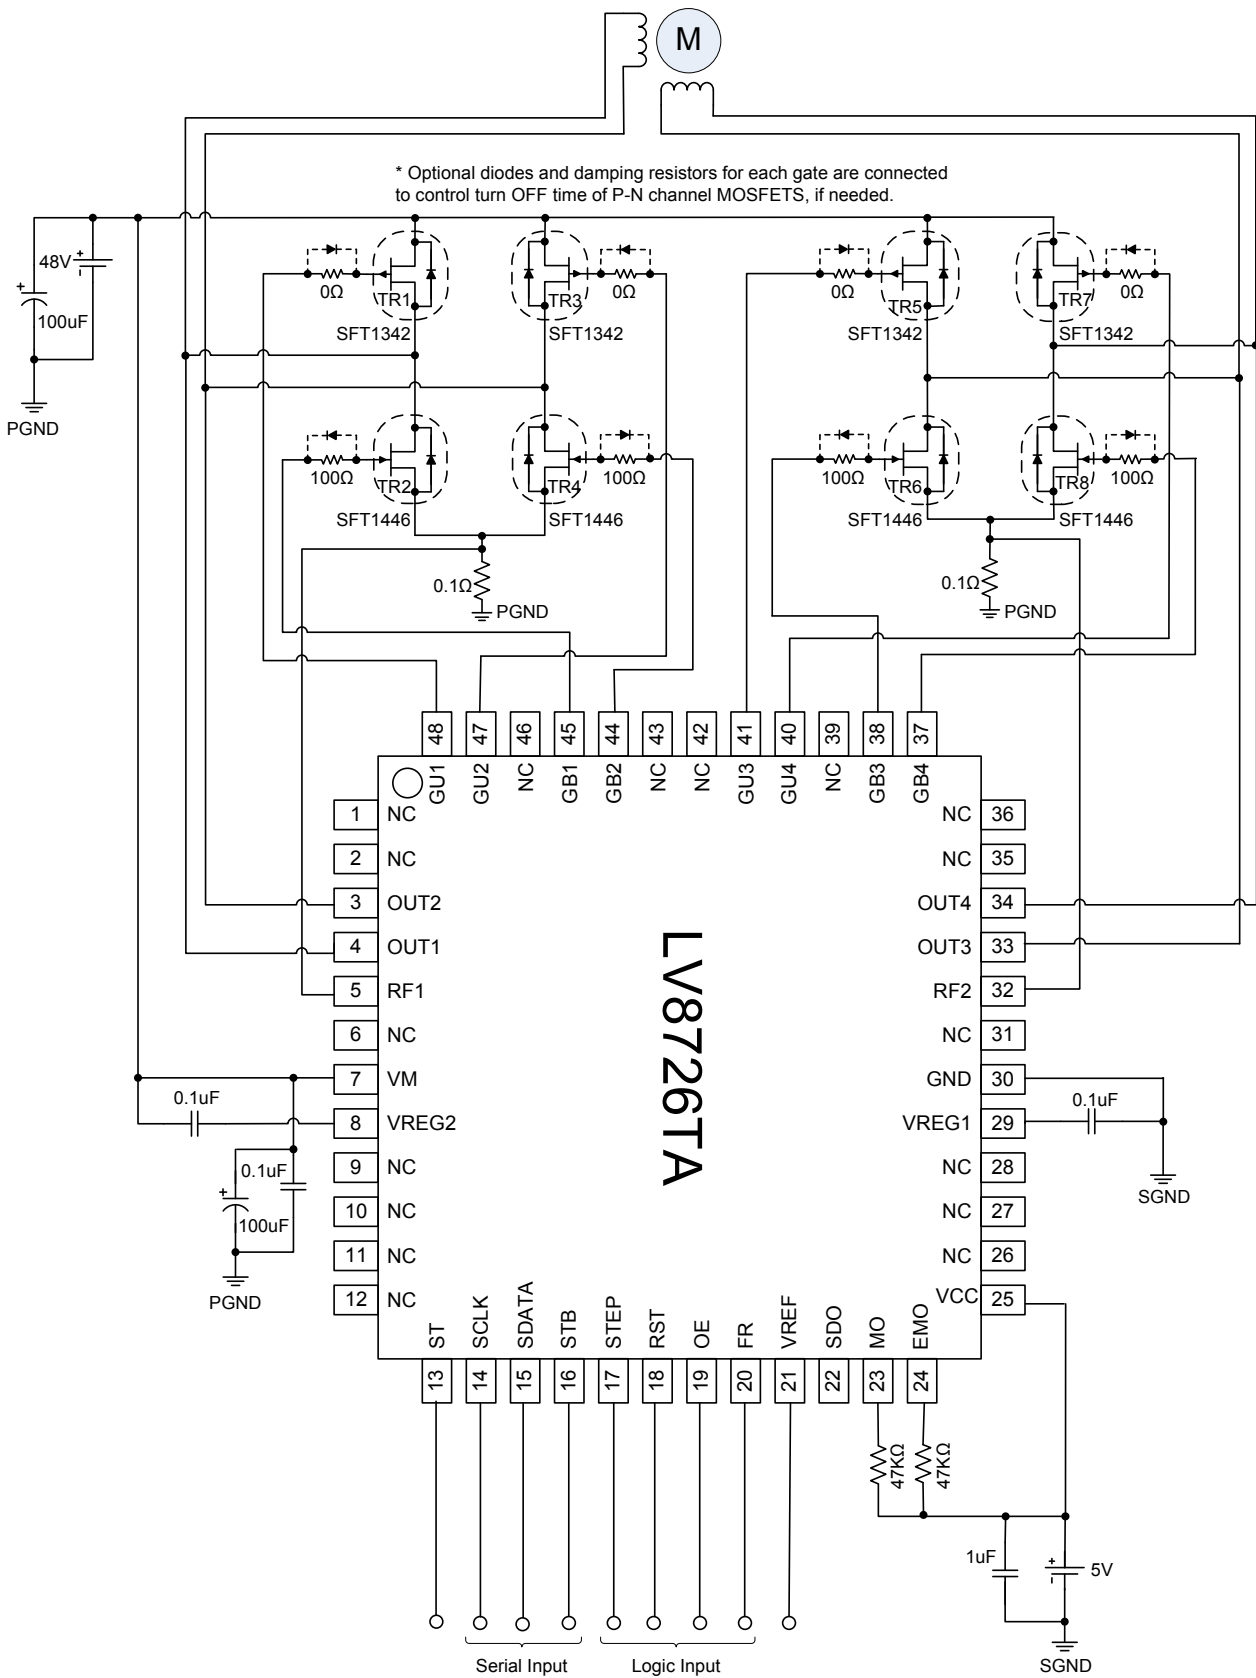 M
* Optional diodes and damping resistors for each gate are connected
to control turn OFF time of P-N channel MOSFETS, if needed.
48V
+
-
+
100uF
PGND
0Ω
TR1
SFT1342
TR3
0Ω
SFT1342
0Ω
TR5
SFT1342
TR7
0Ω
SFT1342
100Ω
TR2
SFT1446
TR4
100Ω
SFT1446
100Ω
TR6
SFT1446
TR8
100Ω
SFT1446
0.1Ω
PGND
0.1Ω
PGND
48
47
46
45
44
43
42
41
40
39
38
37
GU1
GU2
NC
GB1
GB2
NC
NC
GU3
GU4
NC
GB3
GB4
1 NC
2 NC
3 OUT2
4 OUT1
5 RF1
6 NC
7 VM
8 VREG2
9 NC
10 NC
11 NC
12 NC
0.1uF
0.1uF
+
100uF
PGND
LV8726TA
NC 36
NC 35
OUT4 34
OUT3 33
RF2 32
NC 31
GND 30
VREG1 29
NC 28
NC 27
NC 26
VCC 25
0.1uF
SGND
ST
SCLK
SDATA
STB
STEP
RST
OE
FR
VREF
SDO
MO
EMO
13
14
15
16
17
18
19
20
21
22
23
24
47KΩ
47KΩ
1uF
+
-
5V
SGND
Serial Input
Logic Input